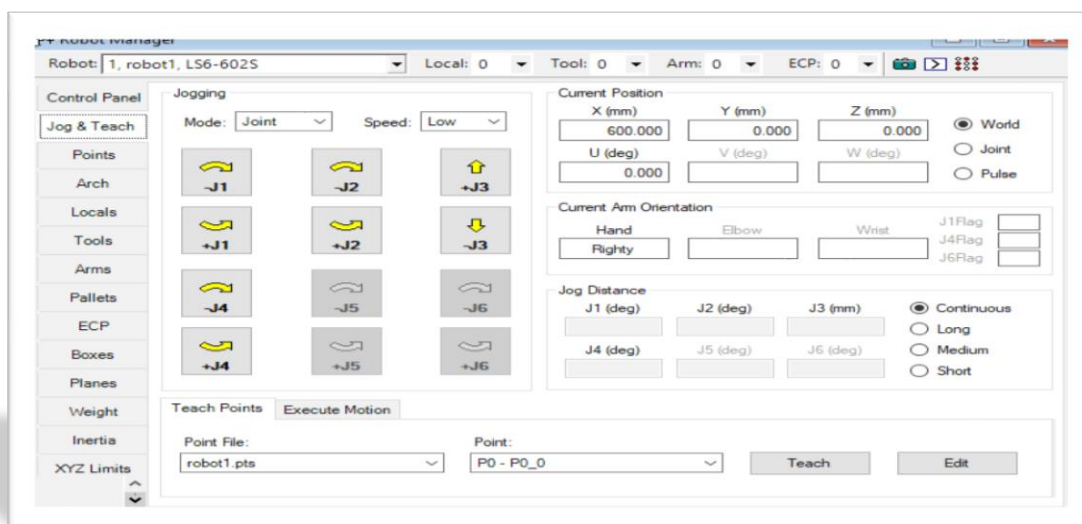 Robot Manager
Robot: 1, robot1, LS6-602S Local: 0 Tool: 0 Arm: 0 ECP: 0
Control Panel
Jog & Teach
Points
Arch
Locals
Tools
Arms
Pallets
ECP
Boxes
Planes
Weight
Inertia
XYZ Limits
Jogging
Mode: Joint Speed: Low
-J1 -J2 +J3
+J1 +J2 -J3
-J4 -J5 -J6
+J4 +J5 +J6
Current Position
X (mm) Y (mm) Z (mm)
600.000 0.000 0.000
U (deg) V (deg) W (deg)
0.000
World
Joint
Pulse
Current Arm Orientation
Hand Elbow Wrist
Righty
J1Flag
J4Flag
J6Flag
Jog Distance
J1 (deg) J2 (deg) J3 (mm)
J4 (deg) J5 (deg) J6 (deg)
Continuous
Long
Medium
Short
Teach Points Execute Motion
Point File: Point:
robot1.pts P0 - P0_0 Teach Edit